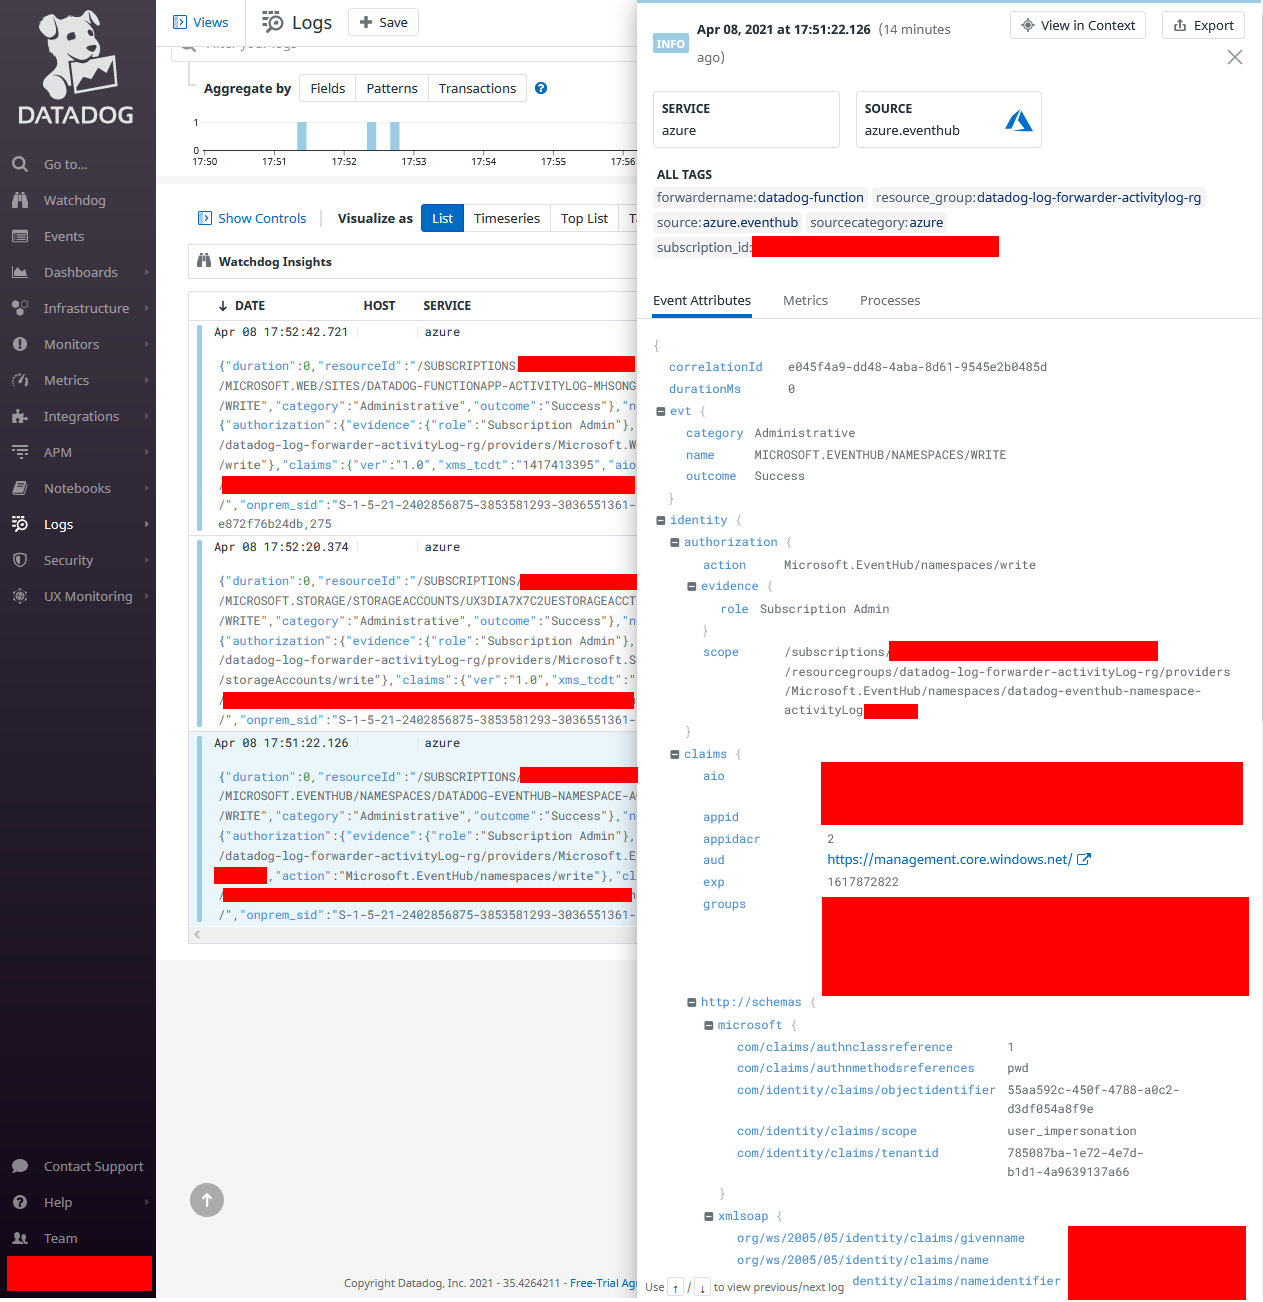 DATADOG
Go to...
Watchdog
Events
Dashboards
Infrastructure
Monitors
Metrics
Integrations
APM
Notebooks
Logs
Security
UX Monitoring
Contact Support
Help
Team
Views
Logs
Save
Filter your logs
Aggregate by
Fields
Patterns
Transactions
1
0
17:50 17:51 17:52 17:53 17:54 17:55 17:56
Show Controls
Visualize as
List
Timeseries
Top List
Watchdog Insights
DATE HOST SERVICE
Apr 08 17:52:42.721 azure
{"duration":0,"resourceId":"/SUBSCRIPTIONS
/MICROSOFT.WEB/SITES/DATADOG-FUNCTIONAPP-ACTIVITYLOG-MHSONG
/WRITE","category":"Administrative","outcome":"Success"},"n
{"authorization":{"evidence":{"role":"Subscription Admin"},
/datadog-log-forwarder-activityLog-rg/providers/Microsoft.W
/write"},"claims":{"ver":"1.0","xms_tcdt":"1417413395","aio
/
/","onprem_sid":"S-1-5-21-2402856875-3853581293-3036551361-
e872f76b24db,275
Apr 08 17:52:20.374 azure
{"duration":0,"resourceId":"/SUBSCRIPTIONS/
/MICROSOFT.STORAGE/STORAGEACCOUNTS/UX3DIA7X7C2UESTORAGEACCT
/WRITE","category":"Administrative","outcome":"Success"},"n
{"authorization":{"evidence":{"role":"Subscription Admin"},
/datadog-log-forwarder-activityLog-rg/providers/Microsoft.S
/storageAccounts/write"},"claims":{"ver":"1.0","xms_tcdt":"
/
/","onprem_sid":"S-1-5-21-2402856875-3853581293-3036551361-
Apr 08 17:51:22.126 azure
{"duration":0,"resourceId":"/SUBSCRIPTIONS/
/MICROSOFT.EVENTHUB/NAMESPACES/DATADOG-EVENTHUB-NAMESPACE-A
/WRITE","category":"Administrative","outcome":"Success"},"n
{"authorization":{"evidence":{"role":"Subscription Admin"},
/datadog-log-forwarder-activityLog-rg/providers/Microsoft.E
,"action":"Microsoft.EventHub/namespaces/write"},"cl
/
/","onprem_sid":"S-1-5-21-2402856875-3853581293-3036551361-
Copyright Datadog, Inc. 2021 - 35.4264211 - Free-Trial Agr
INFO
Apr 08, 2021 at 17:51:22.126 (14 minutes
ago)
View in Context
Export
SERVICE
azure
SOURCE
azure.eventhub
ALL TAGS
forwardername:datadog-function resource_group:datadog-log-forwarder-activitylog-rg
source:azure.eventhub sourcecategory:azure
subscription_id:
Event Attributes
Metrics
Processes
{
correlationId e045f4a9-dd48-4aba-8d61-9545e2b0485d
durationMs 0
evt {
category Administrative
name MICROSOFT.EVENTHUB/NAMESPACES/WRITE
outcome Success
}
identity {
authorization {
action Microsoft.EventHub/namespaces/write
evidence {
role Subscription Admin
}
scope /subscriptions/
/resourcegroups/datadog-log-forwarder-activityLog-rg/providers
/Microsoft.EventHub/namespaces/datadog-eventhub-namespace-
activityLog
}
claims {
aio
appid
appidacr 2
aud https://management.core.windows.net/
exp 1617872822
groups
http://schemas {
microsoft {
com/claims/authnclassreference 1
com/claims/authnmethodsreferences pwd
com/identity/claims/objectidentifier 55aa592c-450f-4788-a0c2-
d3df054a8f9e
com/identity/claims/scope user_impersonation
com/identity/claims/tenantid 785087ba-1e72-4e7d-
b1d1-4a9639137a66
}
xmlsoap {
org/ws/2005/05/identity/claims/givenname
org/ws/2005/05/identity/claims/name
dentity/claims/nameidentifier
Use ↑ / ↓ to view previous/next log